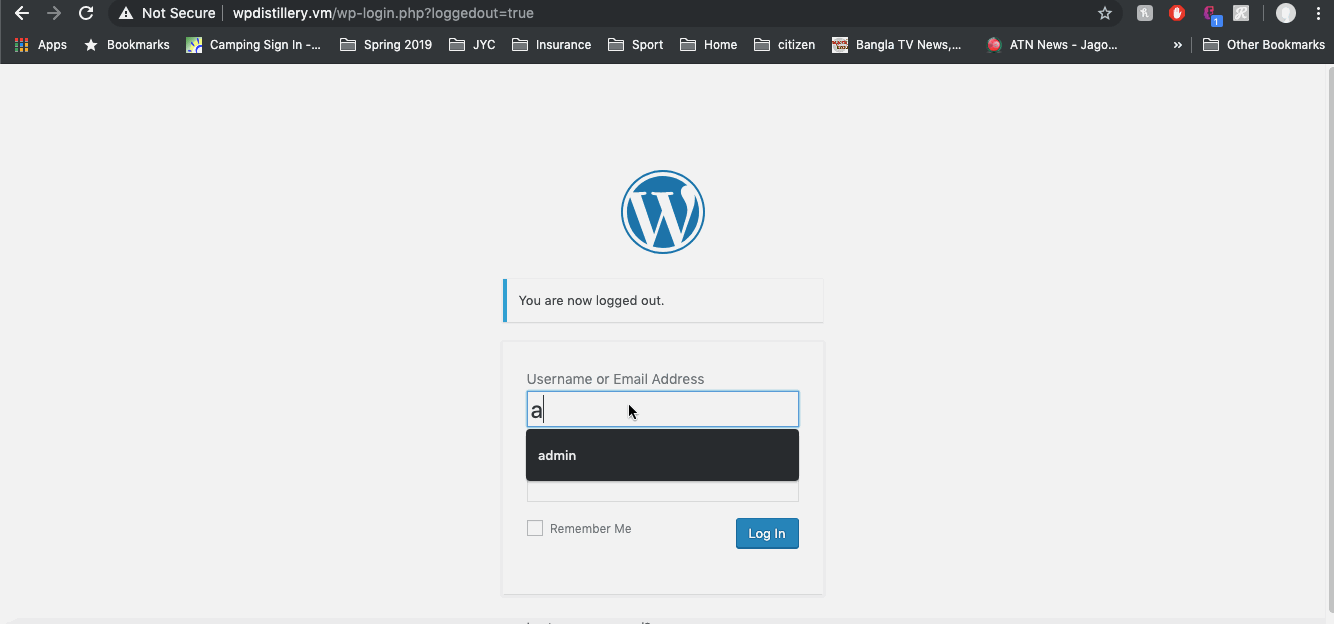 Not Secure wpdistillery.vm/wp-login.php?loggedout=true
1
Apps Bookmarks Camping Sign In -... Spring 2019 JYC Insurance Sport Home citizen Bangla TV News,... ATN News - Jago... » Other Bookmarks
You are now logged out.
Username or Email Address
a
admin
Remember Me Log In